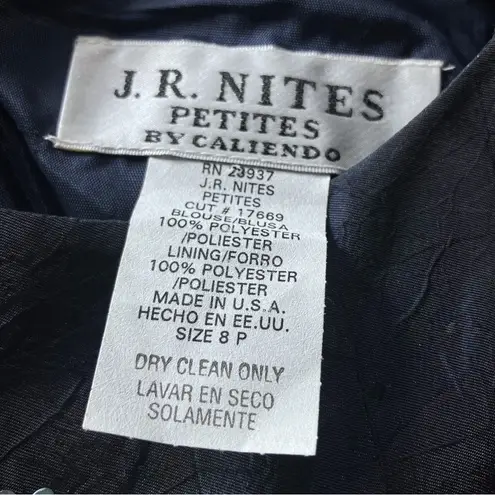 J.R. NITES
PETITES
BY CALIENDO
RN 23937
J.R. NITES
PETITES
CUT # 17669
BLOUSE/BLUSA
100% POLYESTER
/POLIESTER
LINING/FORRO
100% POLYESTER
/POLIESTER
MADE IN U.S.A.
HECHO EN EE.UU.
SIZE 8 P
DRY CLEAN ONLY
LAVAR EN SECO
SOLAMENTE